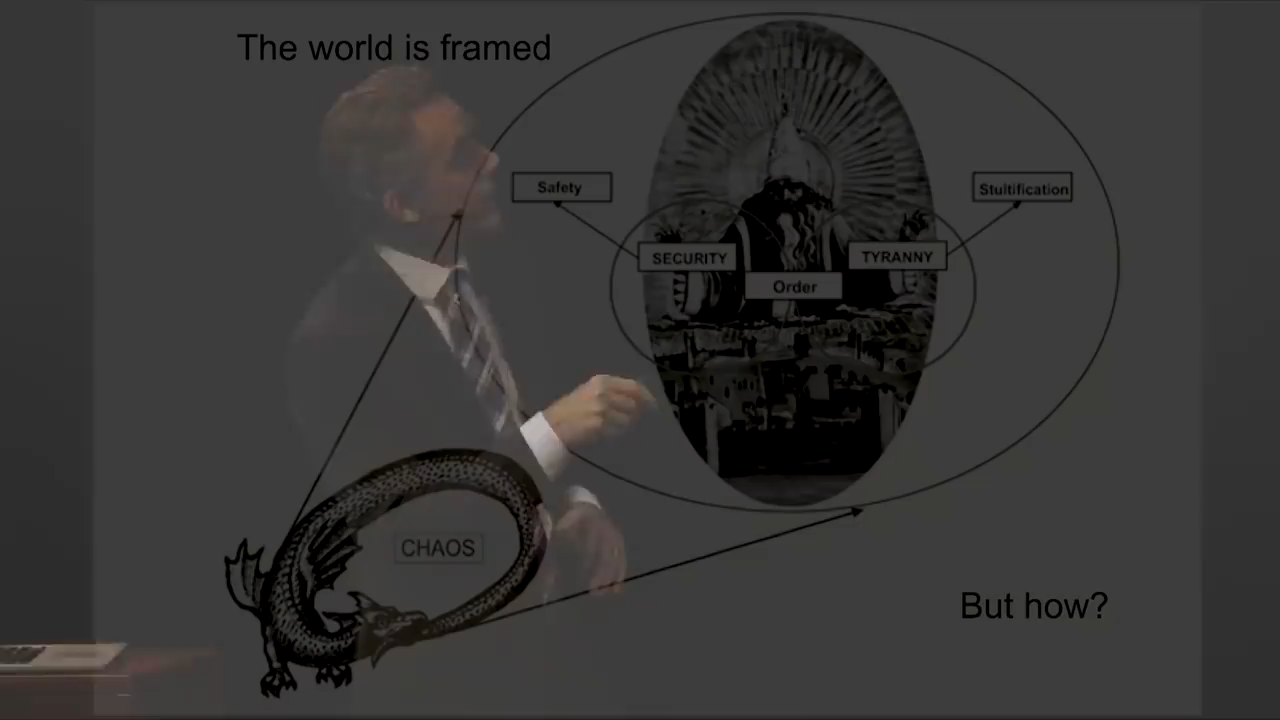 The world is framed
Safety
Stultification
SECURITY
TYRANNY
Order
CHAOS
But how?